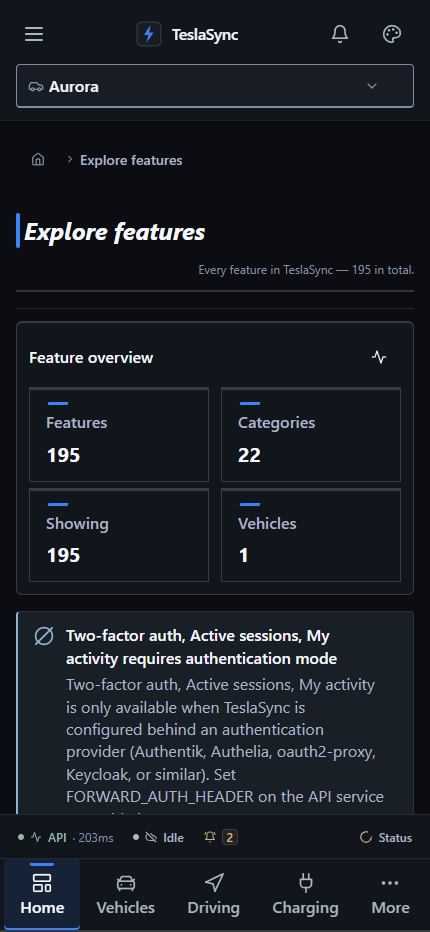 TeslaSync
Aurora
Explore features
Explore features
Every feature in TeslaSync — 195 in total.
Feature overview
Features
195
Categories
22
Showing
195
Vehicles
1
Two-factor auth, Active sessions, My
activity requires authentication mode
Two-factor auth, Active sessions, My activity
is only available when TeslaSync is
configured behind an authentication
provider (Authentik, Authelia, oauth2-proxy,
Keycloak, or similar). Set
FORWARD_AUTH_HEADER on the API service
API · 203ms
Idle
2
Status
Home
Vehicles
Driving
Charging
More